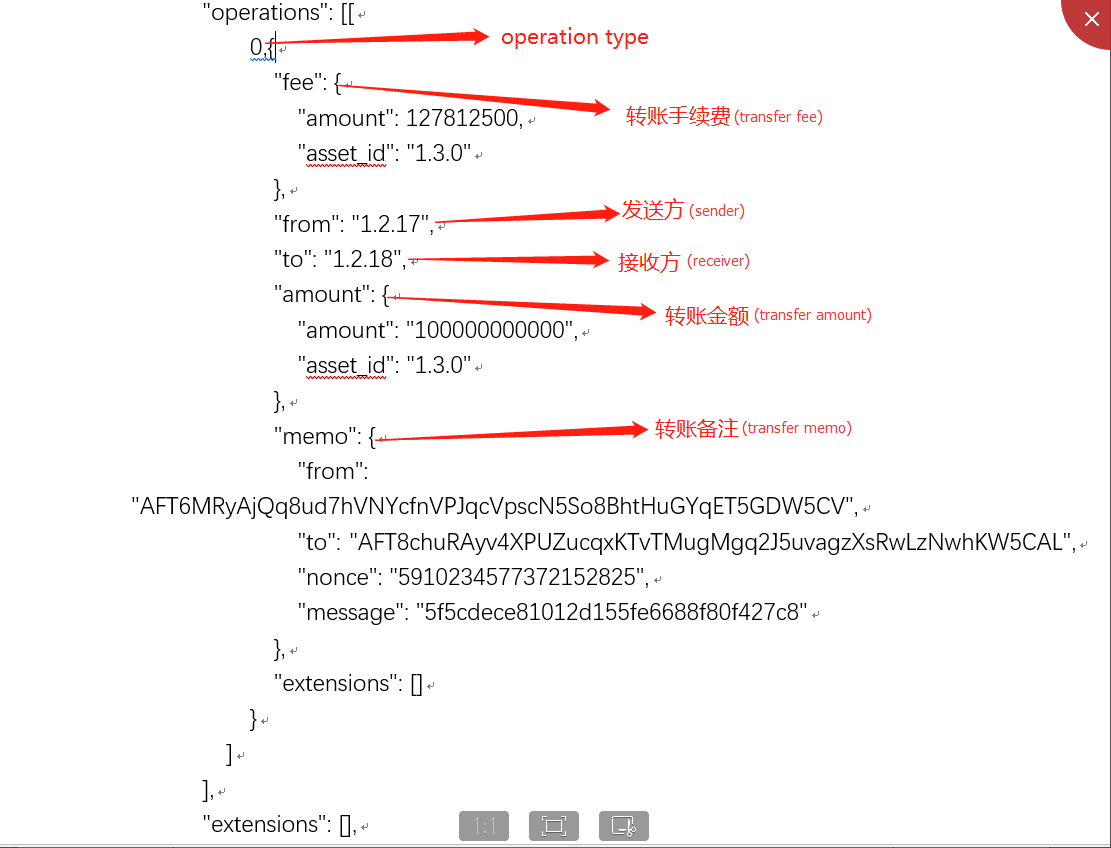 "operations": [[
0,{ operation type
"fee": {
"amount": 127812500, 转账手续费(transfer fee)
"asset_id": "1.3.0"
},
"from": "1.2.17", 发送方 (sender)
"to": "1.2.18", 接收方 (receiver)
"amount": {
"amount": "100000000000", 转账金额 (transfer amount)
"asset_id": "1.3.0"
},
"memo": { 转账备注 (transfer memo)
"from":
"AFT6MRyAjQq8ud7hVNYcfnVPJqcVpscN5So8BhtHuGYqET5GDW5CV",
"to": "AFT8chuRAyv4XPUZucqxKTvTMugMgq2J5uvagzXsRwLzNwhKW5CAL",
"nonce": "5910234577372152825",
"message": "5f5cdece81012d155fe6688f80f427c8"
},
"extensions": []
}
]
],
"extensions": [],
1:1